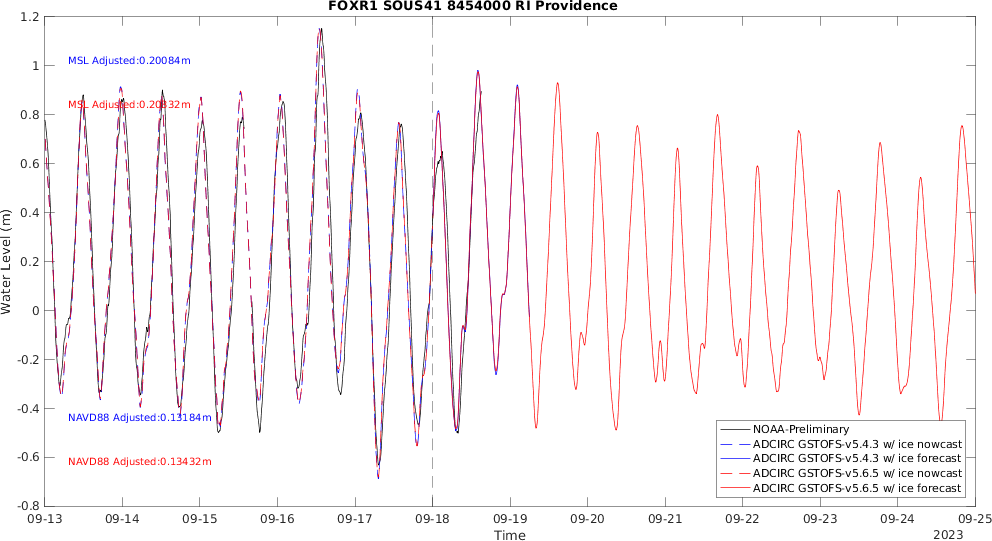 FOXR1 SOUS41 8454000 RI Providence
1.2
1
0.8
0.6
0.4
0.2
0
-0.2
-0.4
-0.6
-0.8
Water Level (m)
MSL Adjusted:0.20084m
MSL Adjusted:0.20832m
NAVD88 Adjusted:0.13184m
NAVD88 Adjusted:0.13432m
NOAA-Preliminary
ADCIRC GSTOFS-v5.4.3 w/ ice nowcast
ADCIRC GSTOFS-v5.4.3 w/ ice forecast
ADCIRC GSTOFS-v5.6.5 w/ ice nowcast
ADCIRC GSTOFS-v5.6.5 w/ ice forecast
09-13 09-14 09-15 09-16 09-17 09-18 09-19 09-20 09-21 09-22 09-23 09-24 09-25
Time
2023